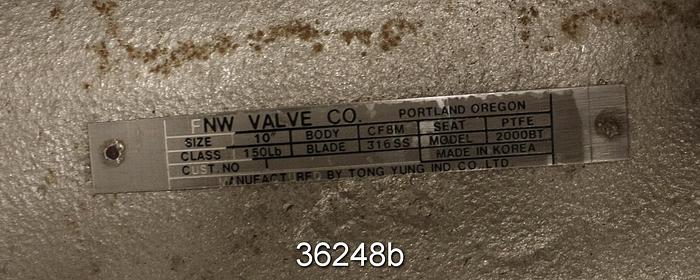 FNW VALVE CO. PORTLAND OREGON
SIZE 10" BODY CF8M SEAT PTFE
CLASS 150Lb BLADE 316SS MODEL 2000BT
CUST. NO MADE IN KOREA
MANUFACTURED BY TONG YUNG IND. CO., LTD
36248b